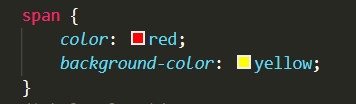 span {
color: red;
background-color: yellow;
}